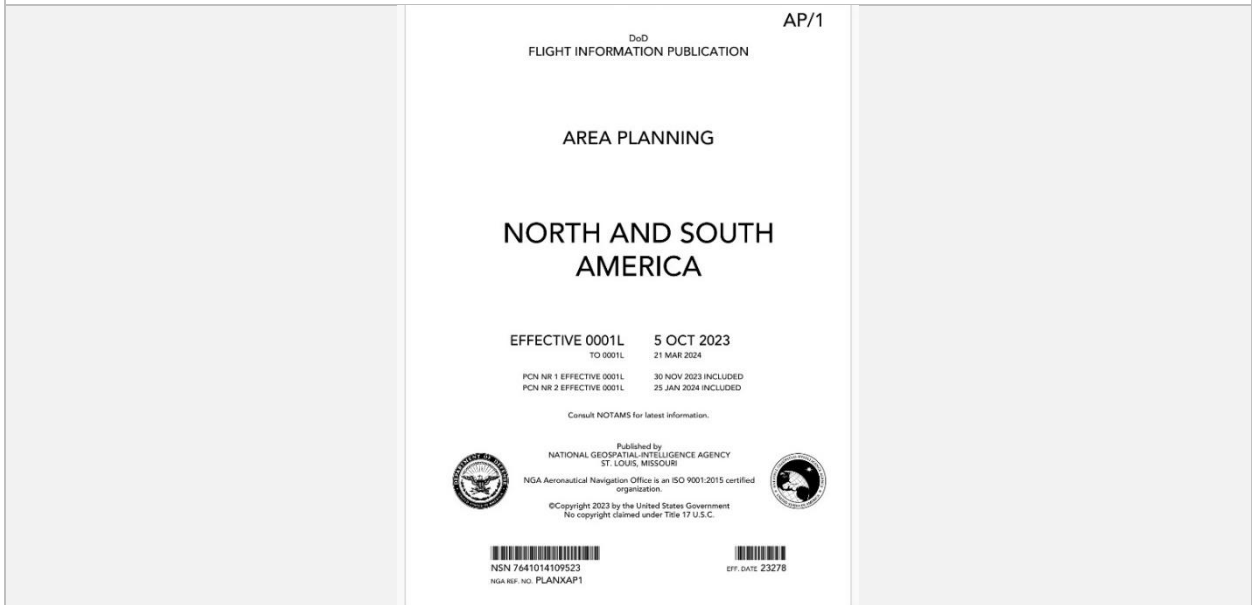 AP/1
DoD
FLIGHT INFORMATION PUBLICATION
AREA PLANNING
NORTH AND SOUTH
AMERICA
EFFECTIVE 0001L 5 OCT 2023
TO 0001L 21 MAR 2024
PCN NR 1 EFFECTIVE 0001L 30 NOV 2023 INCLUDED
PCN NR 2 EFFECTIVE 0001L 25 JAN 2024 INCLUDED
Consult NOTAMS for latest information.
Published by
NATIONAL GEOSPATIAL-INTELLIGENCE AGENCY
ST. LOUIS, MISSOURI
NGA Aeronautical Navigation Office is an ISO 9001:2015 certified
organization.
©Copyright 2023 by the United States Government
No copyright claimed under Title 17 U.S.C.
DEPARTMENT OF DEFENSE
NSN 7641014109523
NGA REF. NO. PLANXAP1
EFF. DATE 23278